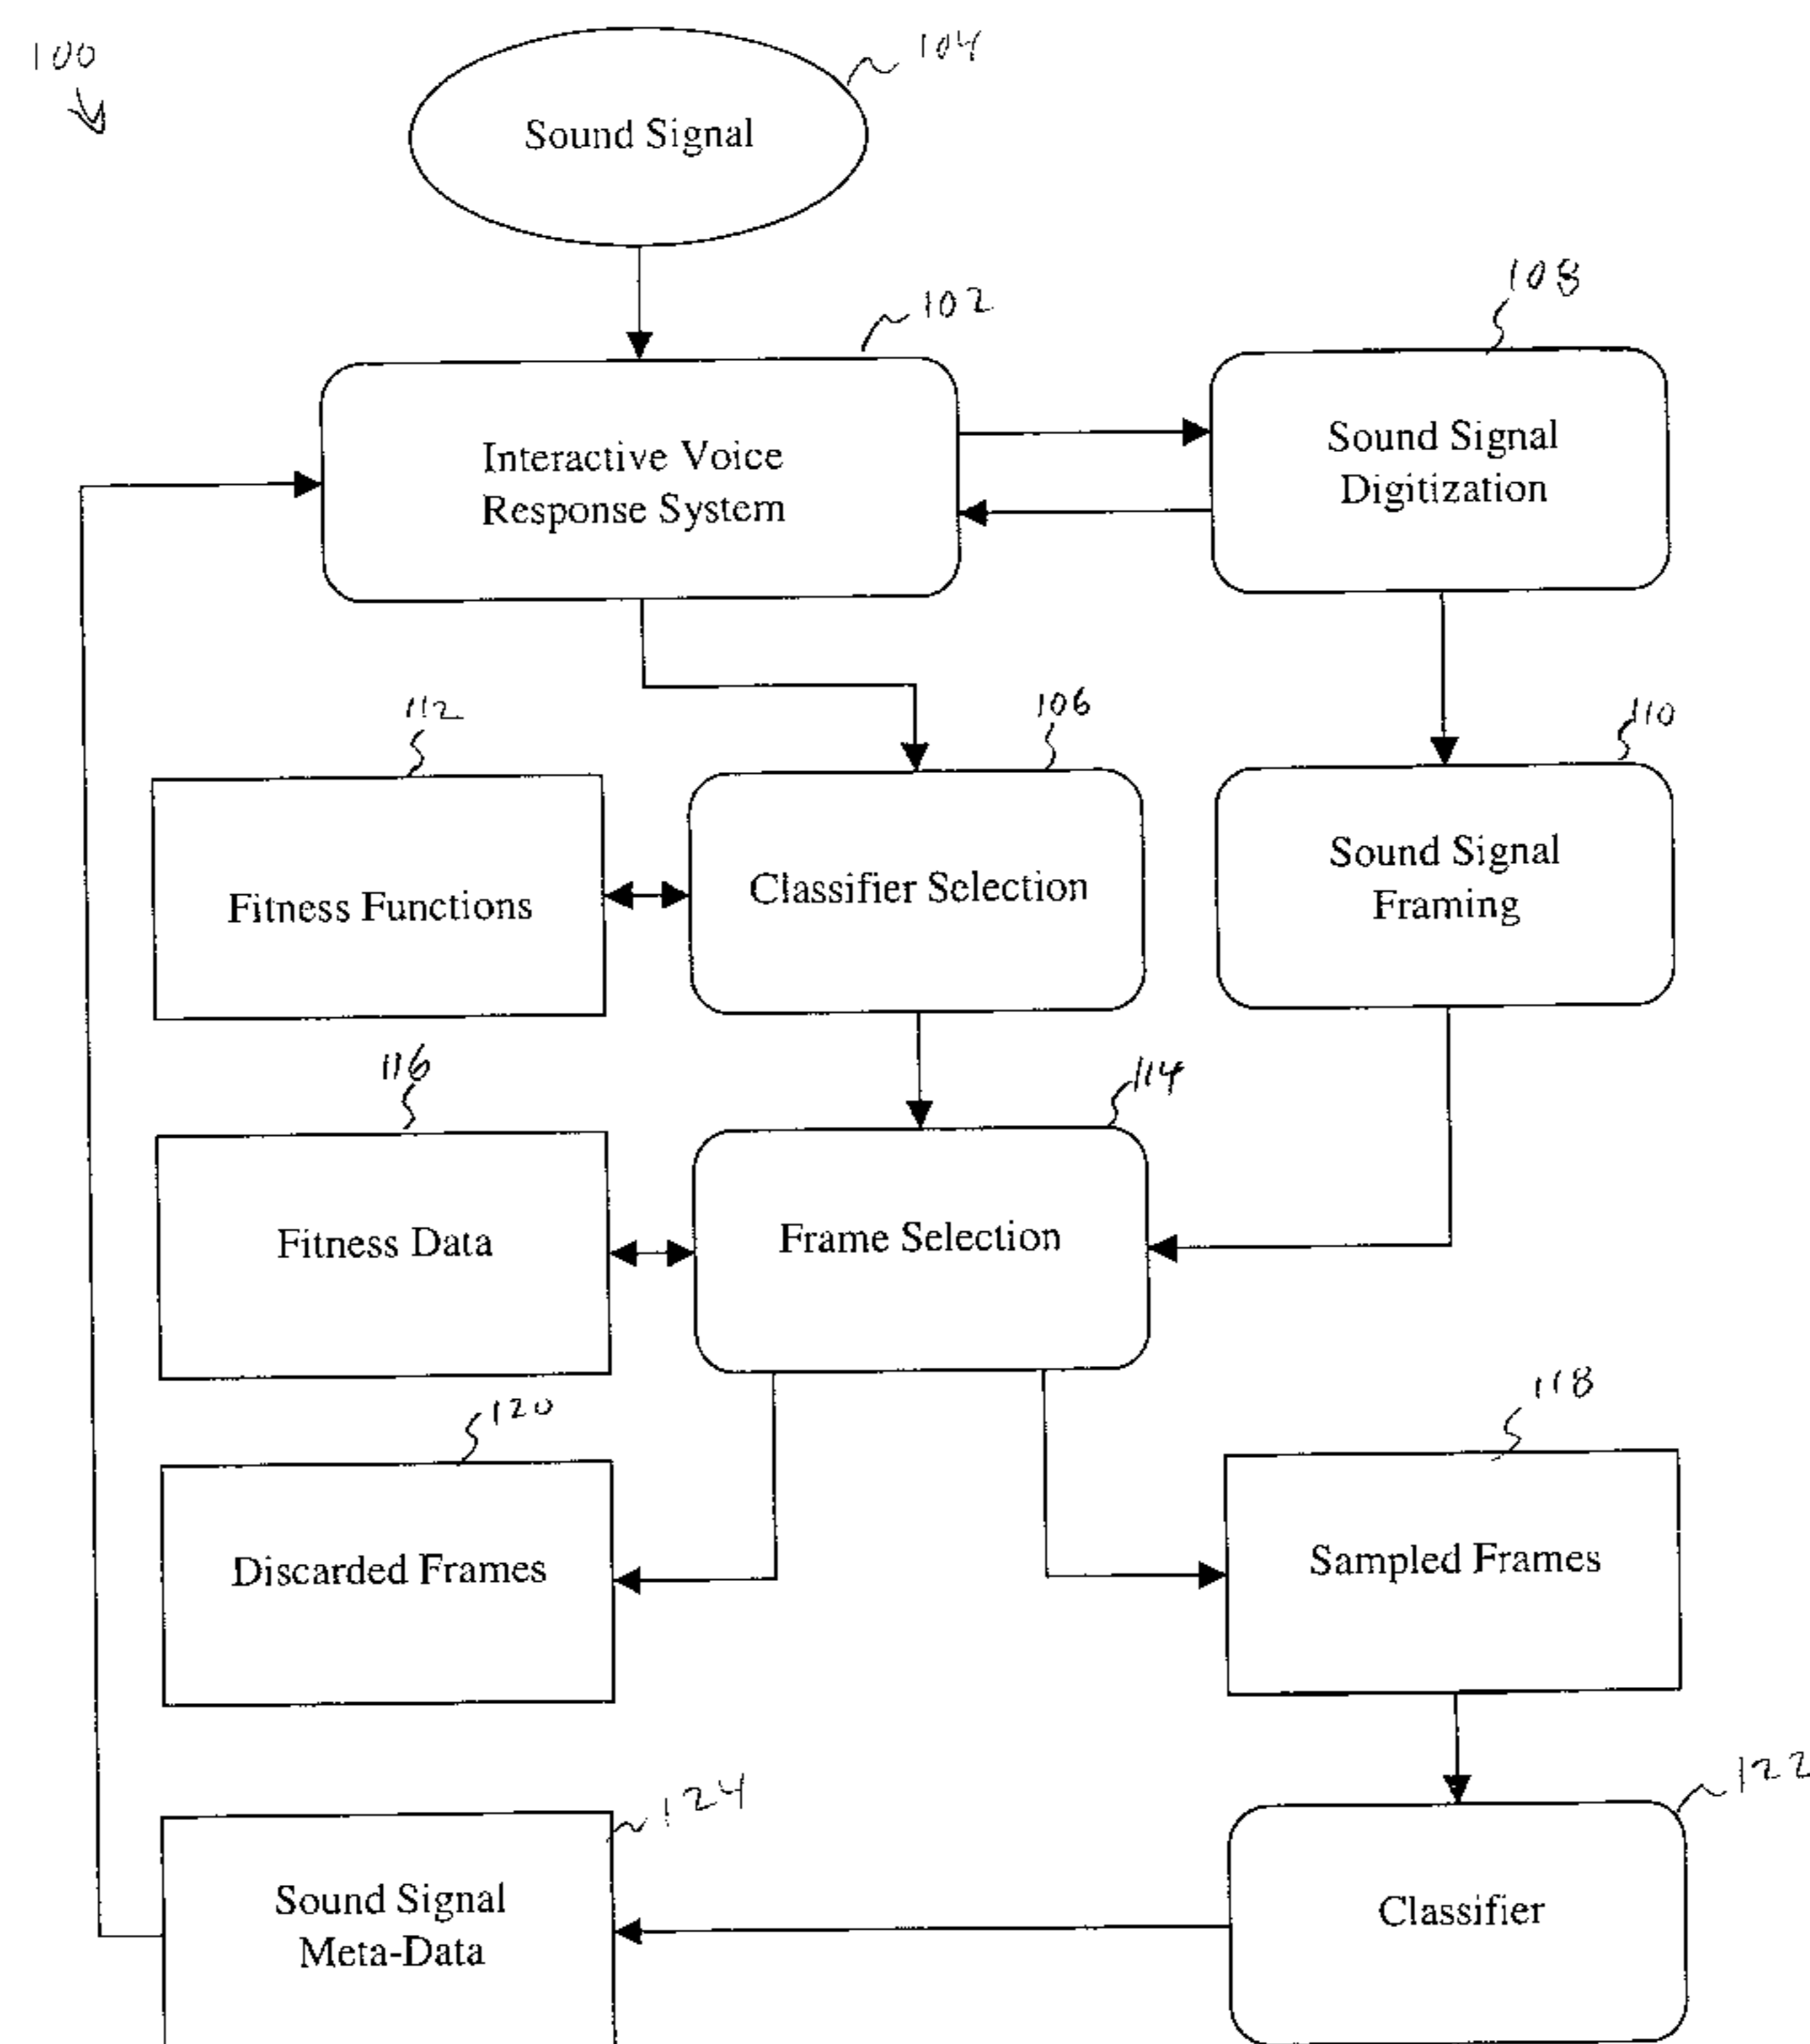 100
104
Sound Signal
102
108
Interactive Voice
Response System
Sound Signal
Digitization
112
106
110
Fitness Functions
Classifier Selection
Sound Signal
Framing
116
114
Fitness Data
Frame Selection
120
118
Discarded Frames
Sampled Frames
124
122
Sound Signal
Meta-Data
Classifier